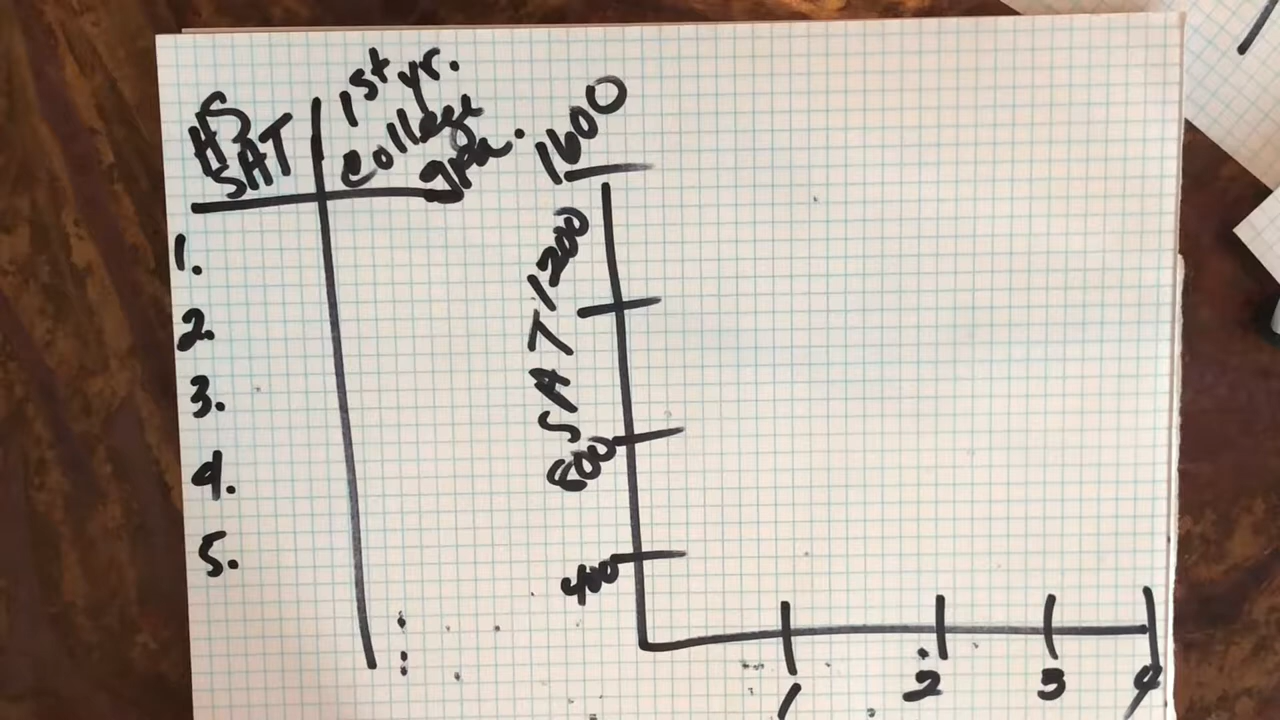 HS
SAT
1st yr.
college
gpa.
1.
2.
3.
4.
5.
1600
1200
SAT
800
400
1
2
3
4